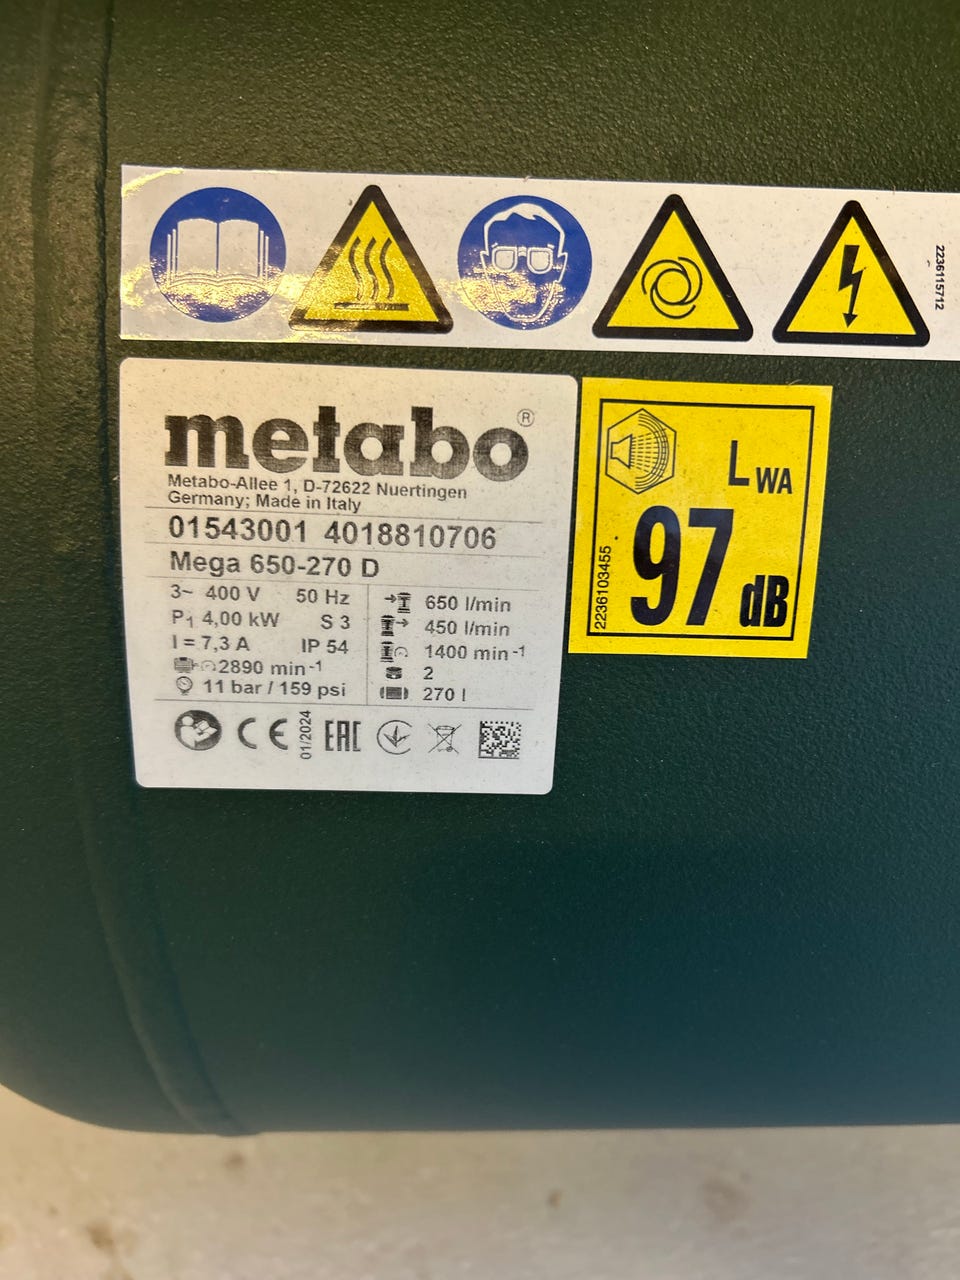 2236115712
metabo®
Metabo-Allee 1, D-72622 Nuertingen
Germany; Made in Italy
01543001 4018810706
Mega 650-270 D
3~ 400 V 50 Hz
P1 4,00 kW S 3
I = 7,3 A IP 54
2890 min-1
11 bar / 159 psi
650 l/min
450 l/min
1400 min-1
2
270 l
CE
01/2024
EAC
LWA
97 dB
2236103455